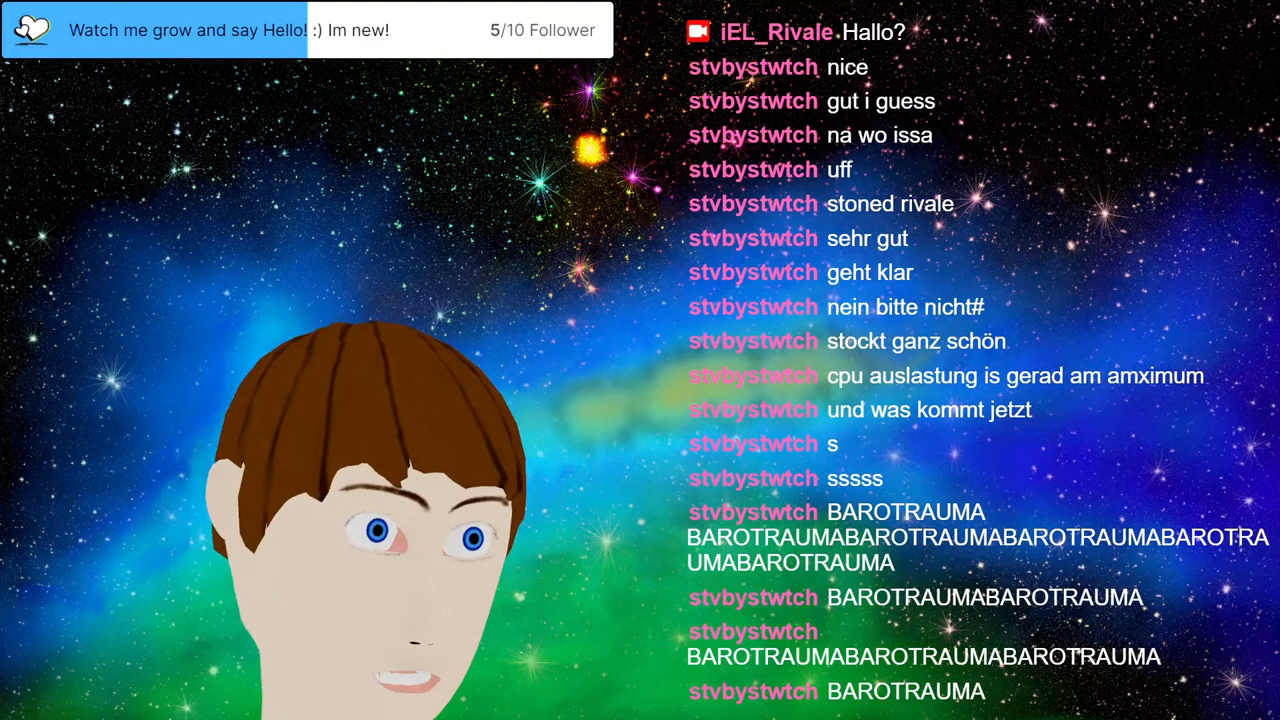 Watch me grow and say Hello! :) Im new!
5/10 Follower
iEL_Rivale Hallo?
stvbystwtch nice
stvbystwtch gut i guess
stvbystwtch na wo issa
stvbystwtch uff
stvbystwtch stoned rivale
stvbystwtch sehr gut
stvbystwtch geht klar
stvbystwtch nein bitte nicht#
stvbystwtch stockt ganz schön
stvbystwtch cpu auslastung is gerad am amximum
stvbystwtch und was kommt jetzt
stvbystwtch s
stvbystwtch sssss
stvbystwtch BAROTRAUMA
BAROTRAUMABAROTRAUMABAROTRAUMABAROTRA
UMABAROTRAUMA
stvbystwtch BAROTRAUMABAROTRAUMA
stvbystwtch
BAROTRAUMABAROTRAUMABAROTRAUMA
stvbystwtch BAROTRAUMA